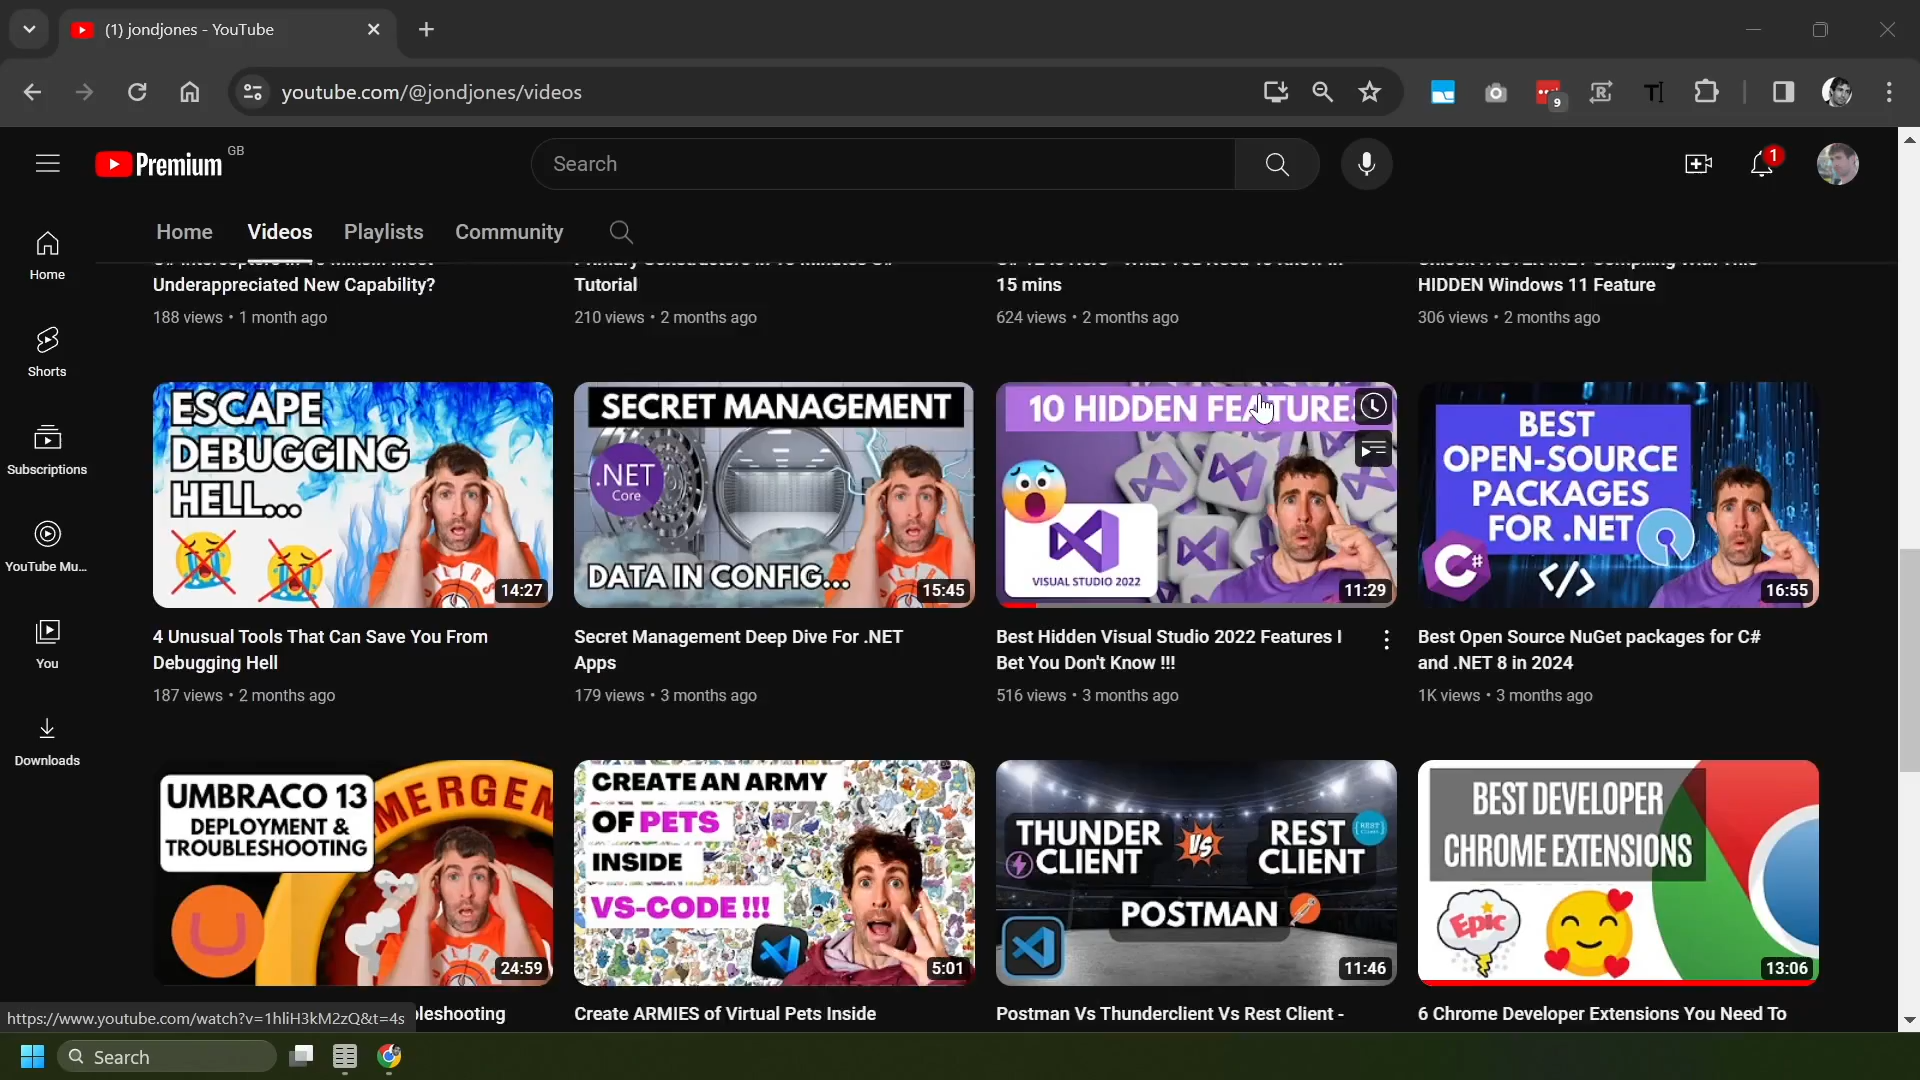 (1) jondjones - YouTube
youtube.com/@jondjones/videos
9
Premium
GB
Search
1
Home
Videos
Playlists
Community
Home
Shorts
Subscriptions
YouTube Mu...
You
Downloads
Underappreciated New Capability?
188 views • 1 month ago
Tutorial
210 views • 2 months ago
15 mins
624 views • 2 months ago
HIDDEN Windows 11 Feature
306 views • 2 months ago
ESCAPE
DEBUGGING
HELL...
14:27
4 Unusual Tools That Can Save You From
Debugging Hell
187 views • 2 months ago
SECRET MANAGEMENT
.NET
Core
DATA IN CONFIG...
15:45
Secret Management Deep Dive For .NET
Apps
179 views • 3 months ago
10 HIDDEN FEATURE
VISUAL STUDIO 2022
11:29
Best Hidden Visual Studio 2022 Features I
Bet You Don't Know !!!
516 views • 3 months ago
BEST
OPEN-SOURCE
PACKAGES
FOR .NET
C#
</>
16:55
Best Open Source NuGet packages for C#
and .NET 8 in 2024
1K views • 3 months ago
UMBRACO 13
DEPLOYMENT &
TROUBLESHOOTING
24:59
bleshooting
CREATE AN ARMY
OF PETS
INSIDE
VS-CODE !!!
5:01
Create ARMIES of Virtual Pets Inside
THUNDER
CLIENT
VS
REST
CLIENT
POSTMAN
11:46
Postman Vs Thunderclient Vs Rest Client -
BEST DEVELOPER
CHROME EXTENSIONS
Epic
13:06
6 Chrome Developer Extensions You Need To
https://www.youtube.com/watch?v=1hliH3kM2zQ&t=4s
Search